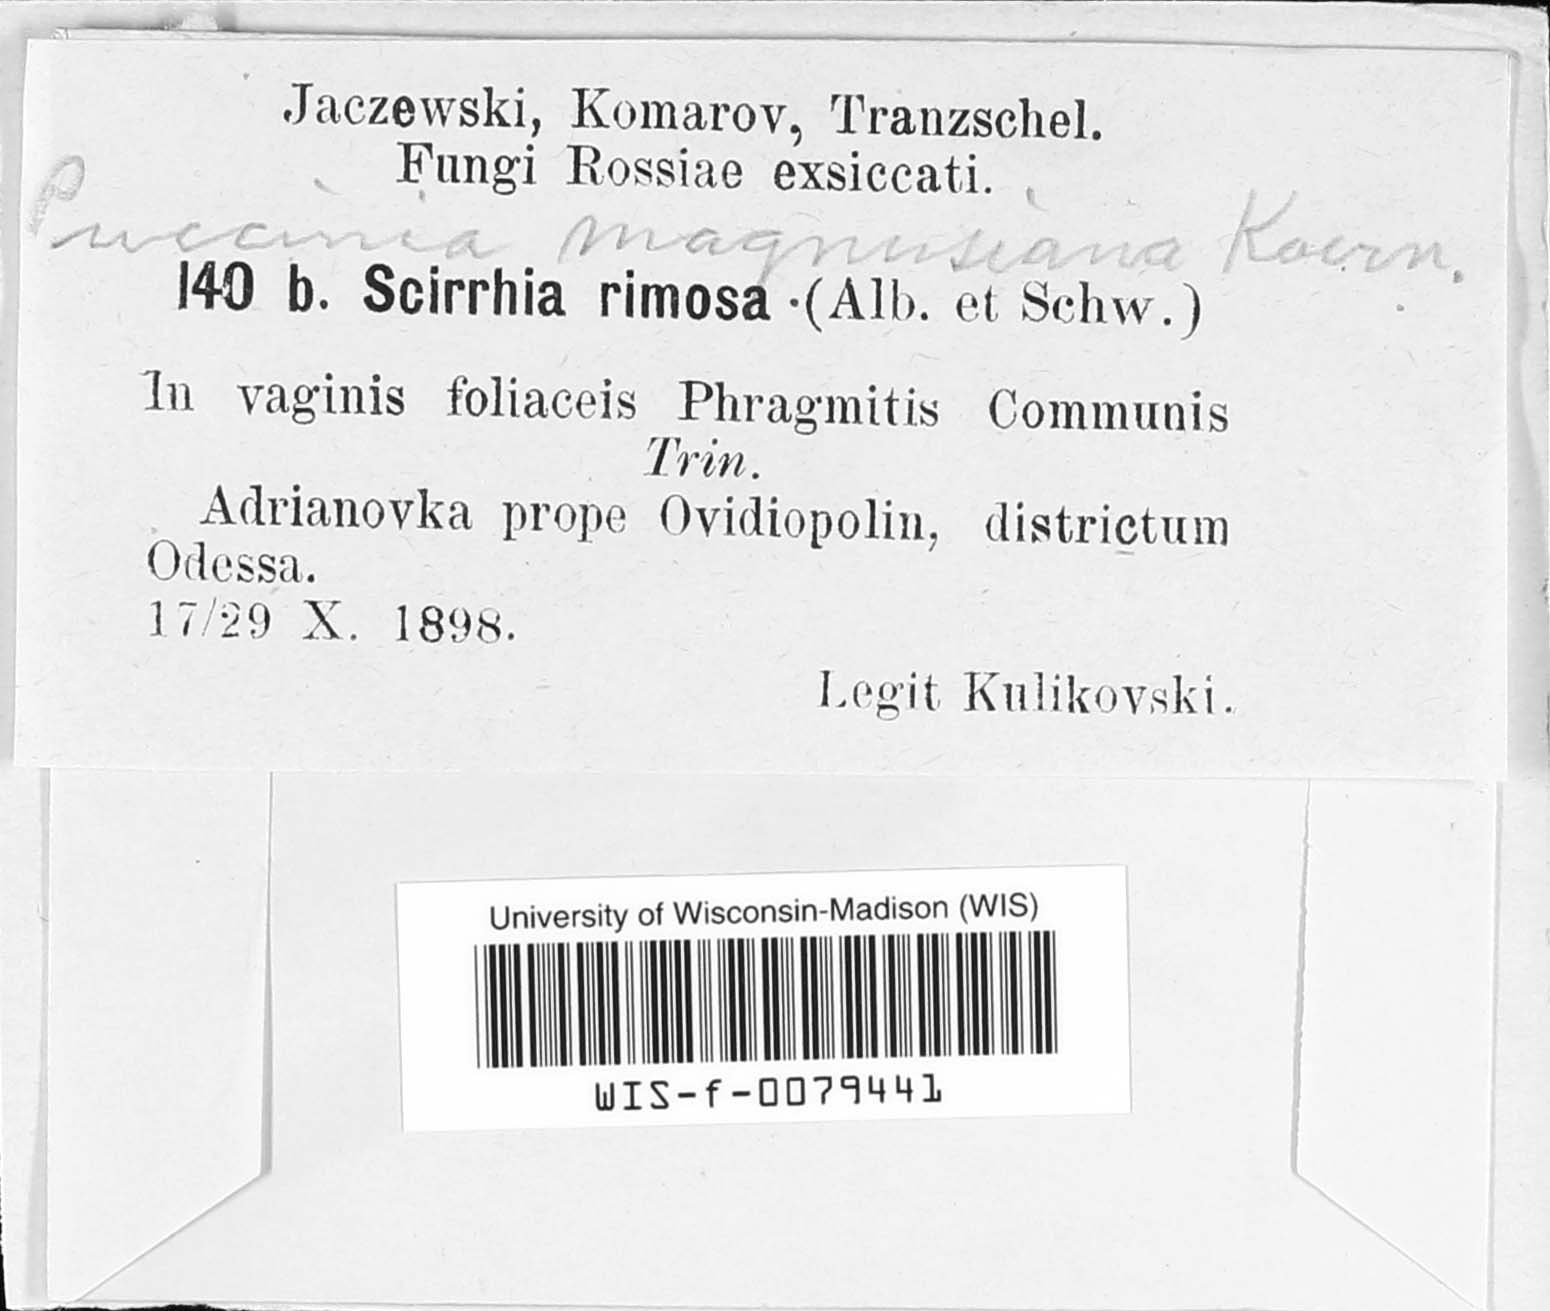 Jaczewski, Komarov, Tranzschel.
Fungi Rossiae exsiccati.
Puccinia magnusiana Koern.
140 b. Scirrhia rimosa (Alb. et Schw.)
In vaginis foliaceis Phragmitis Communis
Trin.
Adrianovka prope Ovidiopolin, districtum
Odessa.
17/29 X. 1898.
Legit Kulikovski.
University of Wisconsin-Madison (WIS)
WIS-f-0079441